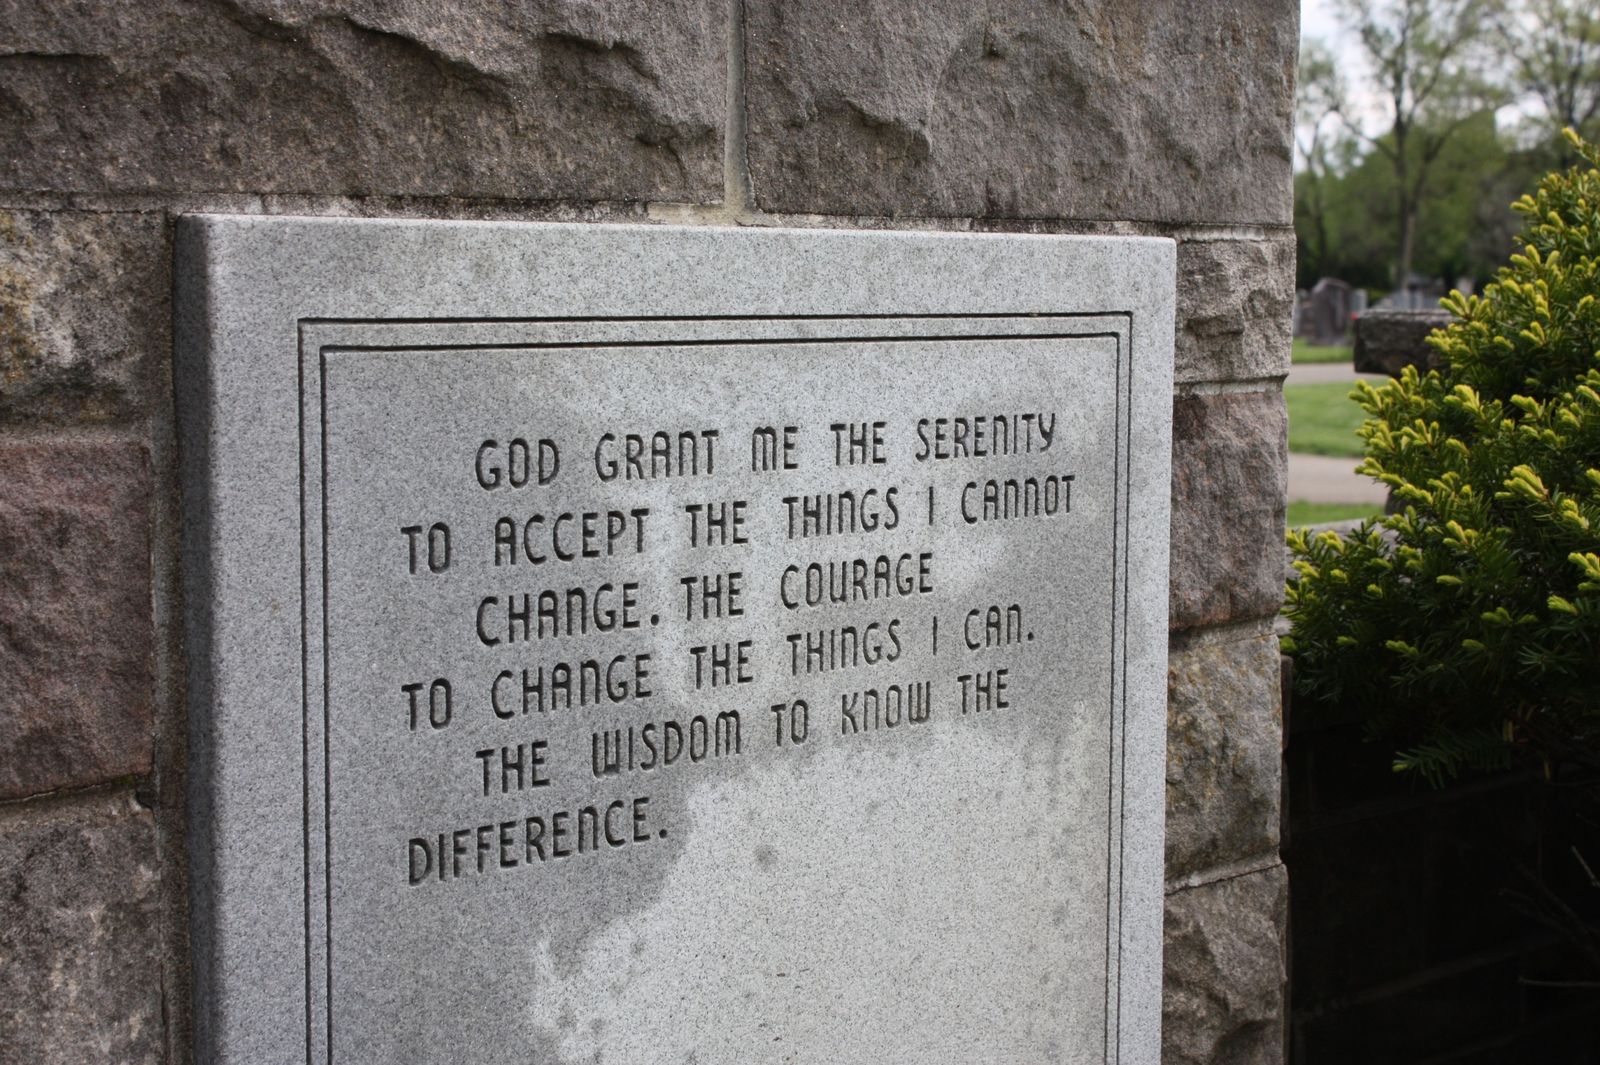 GOD GRANT ME THE SERENITY
TO ACCEPT THE THINGS I CANNOT
CHANGE. THE COURAGE
TO CHANGE THE THINGS I CAN.
THE WISDOM TO KNOW THE
DIFFERENCE.